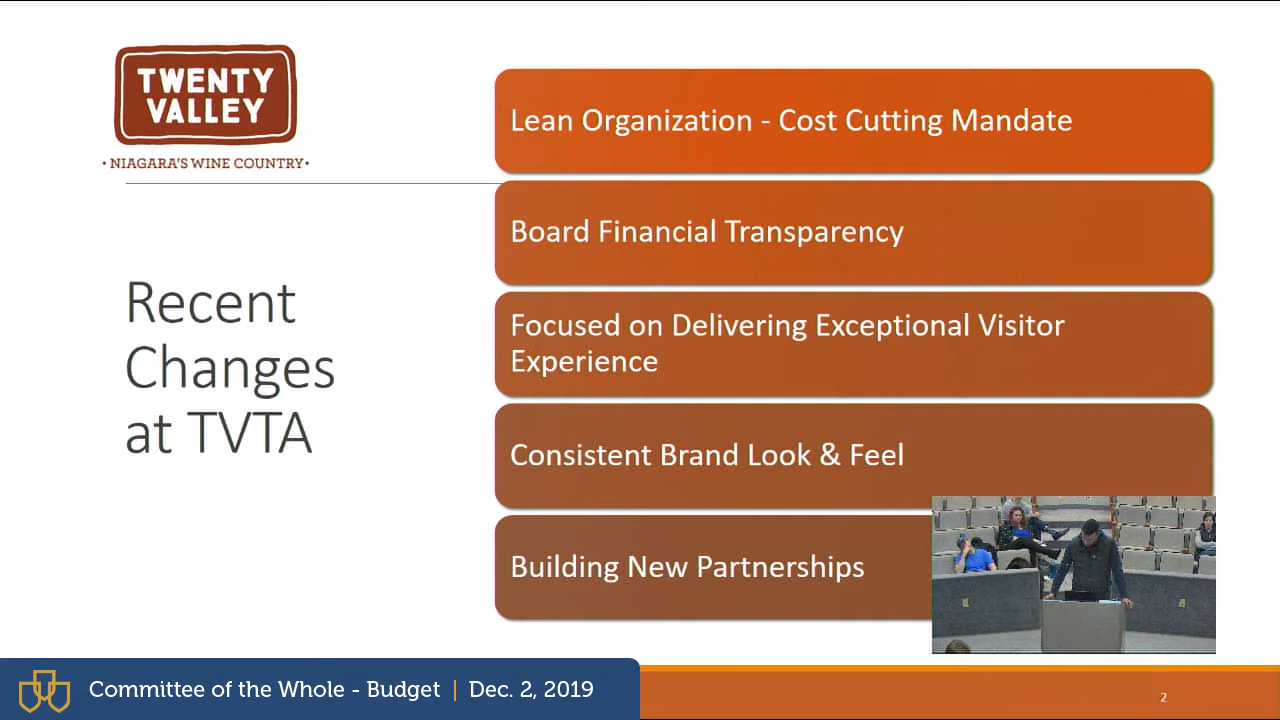 TWENTY
VALLEY
• NIAGARA'S WINE COUNTRY •
Recent
Changes
at TVTA
Lean Organization - Cost Cutting Mandate
Board Financial Transparency
Focused on Delivering Exceptional Visitor
Experience
Consistent Brand Look & Feel
Building New Partnerships
Committee of the Whole - Budget | Dec. 2, 2019
2